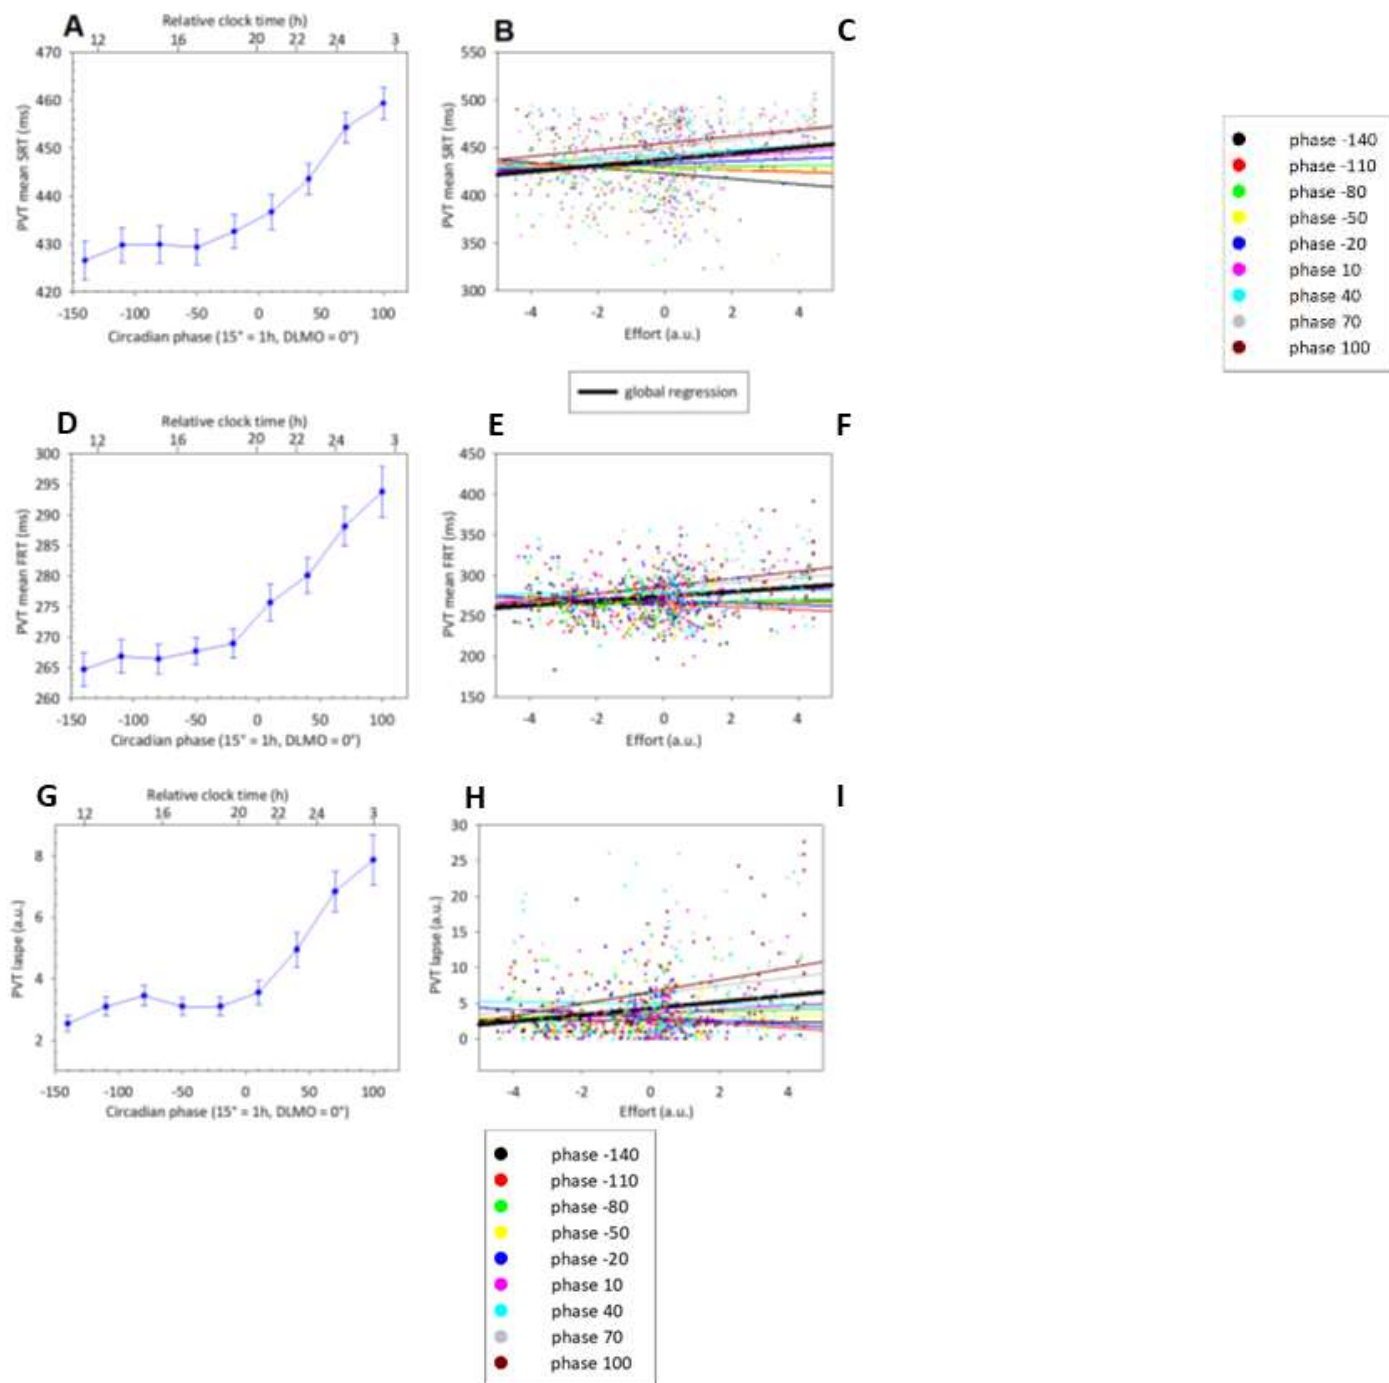 A
Relative clock time (h)
12 16 20 22 24 3
470
460
450
440
430
420
PVT mean SRT (ms)
-150 -100 -50 0 50 100
Circadian phase (15° = 1h, DLMO = 0°)
B
550
500
450
400
350
300
PVT mean SRT (ms)
-4 -2 0 2 4
Effort (a.u.)
C
phase -140
phase -110
phase -80
phase -50
phase -20
phase 10
phase 40
phase 70
phase 100
global regression
D
Relative clock time (h)
12 16 20 22 24 3
300
295
290
285
280
275
270
265
260
PVT mean FRT (ms)
-150 -100 -50 0 50 100
Circadian phase (15° = 1h, DLMO = 0°)
E
450
400
350
300
250
200
150
PVT mean FRT (ms)
-4 -2 0 2 4
Effort (a.u.)
F
G
Relative clock time (h)
12 16 20 22 24 3
8
6
4
2
PVT laspe (a.u.)
-150 -100 -50 0 50 100
Circadian phase (15° = 1h, DLMO = 0°)
H
30
25
20
15
10
5
0
PVT lapse (a.u.)
-4 -2 0 2 4
Effort (a.u.)
I
phase -140
phase -110
phase -80
phase -50
phase -20
phase 10
phase 40
phase 70
phase 100